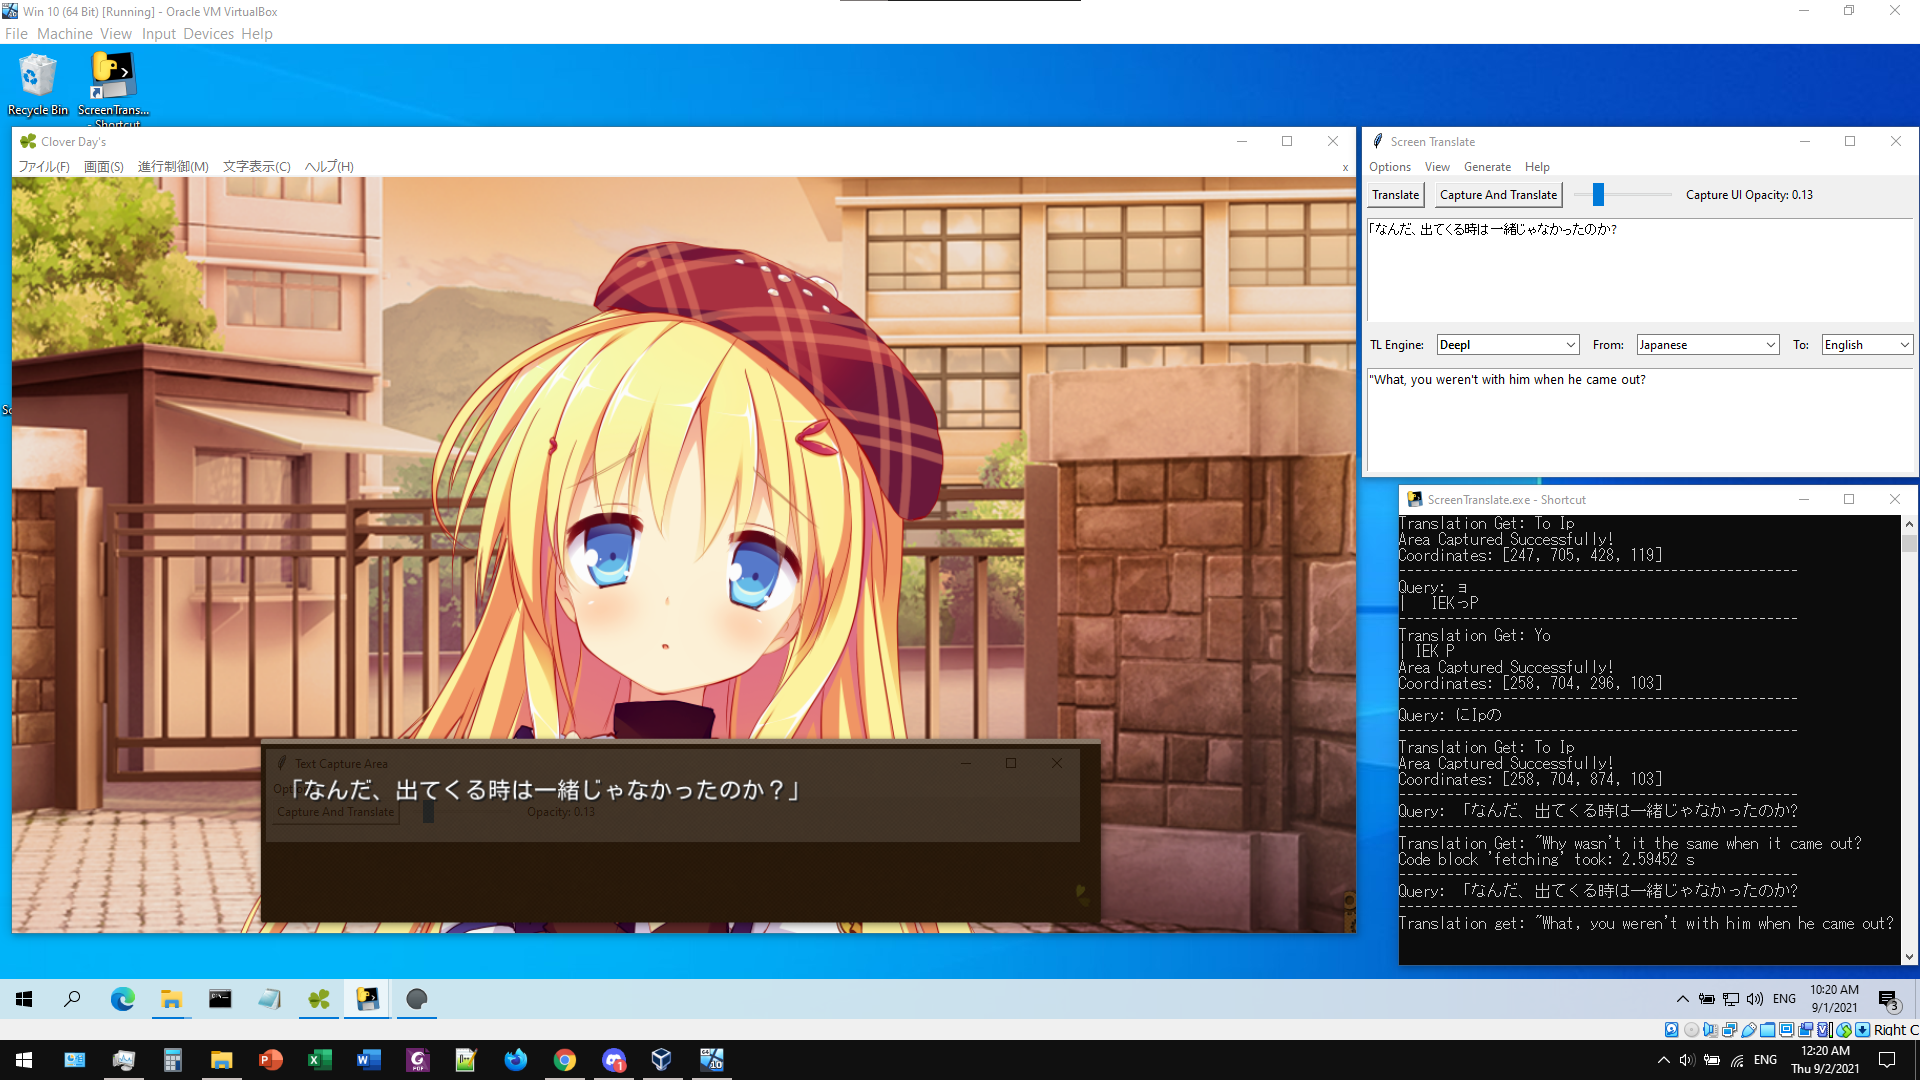 Win 10 (64 Bit) [Running] - Oracle VM VirtualBox
File Machine View Input Devices Help
Recycle Bin
ScreenTrans...
- Shortcut
Clover Day's
ファイル(F) 画面(S) 進行制御(M) 文字表示(C) ヘルプ(H)
x
Text Capture Area
「なんだ、出てくる時は一緒じゃなかったのか？」
Capture And Translate
Opacity: 0.13
Screen Translate
Options View Generate Help
Translate Capture And Translate Capture UI Opacity: 0.13
「なんだ、出てくる時は一緒じゃなかったのか?
TL Engine: Deepl From: Japanese To: English
"What, you weren't with him when he came out?
ScreenTranslate.exe - Shortcut
Translation Get: To Ip
Area Captured Successfully!
Coordinates: [247, 705, 428, 119]
--------------------------------------------------
Query: ョ
| IEKっP
--------------------------------------------------
Translation Get: Yo
| IEK P
Area Captured Successfully!
Coordinates: [258, 704, 296, 103]
--------------------------------------------------
Query: にIpの
--------------------------------------------------
Translation Get: To Ip
Area Captured Successfully!
Coordinates: [258, 704, 874, 103]
--------------------------------------------------
Query: 「なんだ、出てくる時は一緒じゃなかったのか?
--------------------------------------------------
Translation Get: "Why wasn't it the same when it came out?
Code block 'fetching' took: 2.59452 s
--------------------------------------------------
Query: 「なんだ、出てくる時は一緒じゃなかったのか?
--------------------------------------------------
Translation get: "What, you weren't with him when he came out?
ENG
10:20 AM
9/1/2021
3
Right C
ENG
12:20 AM
Thu 9/2/2021